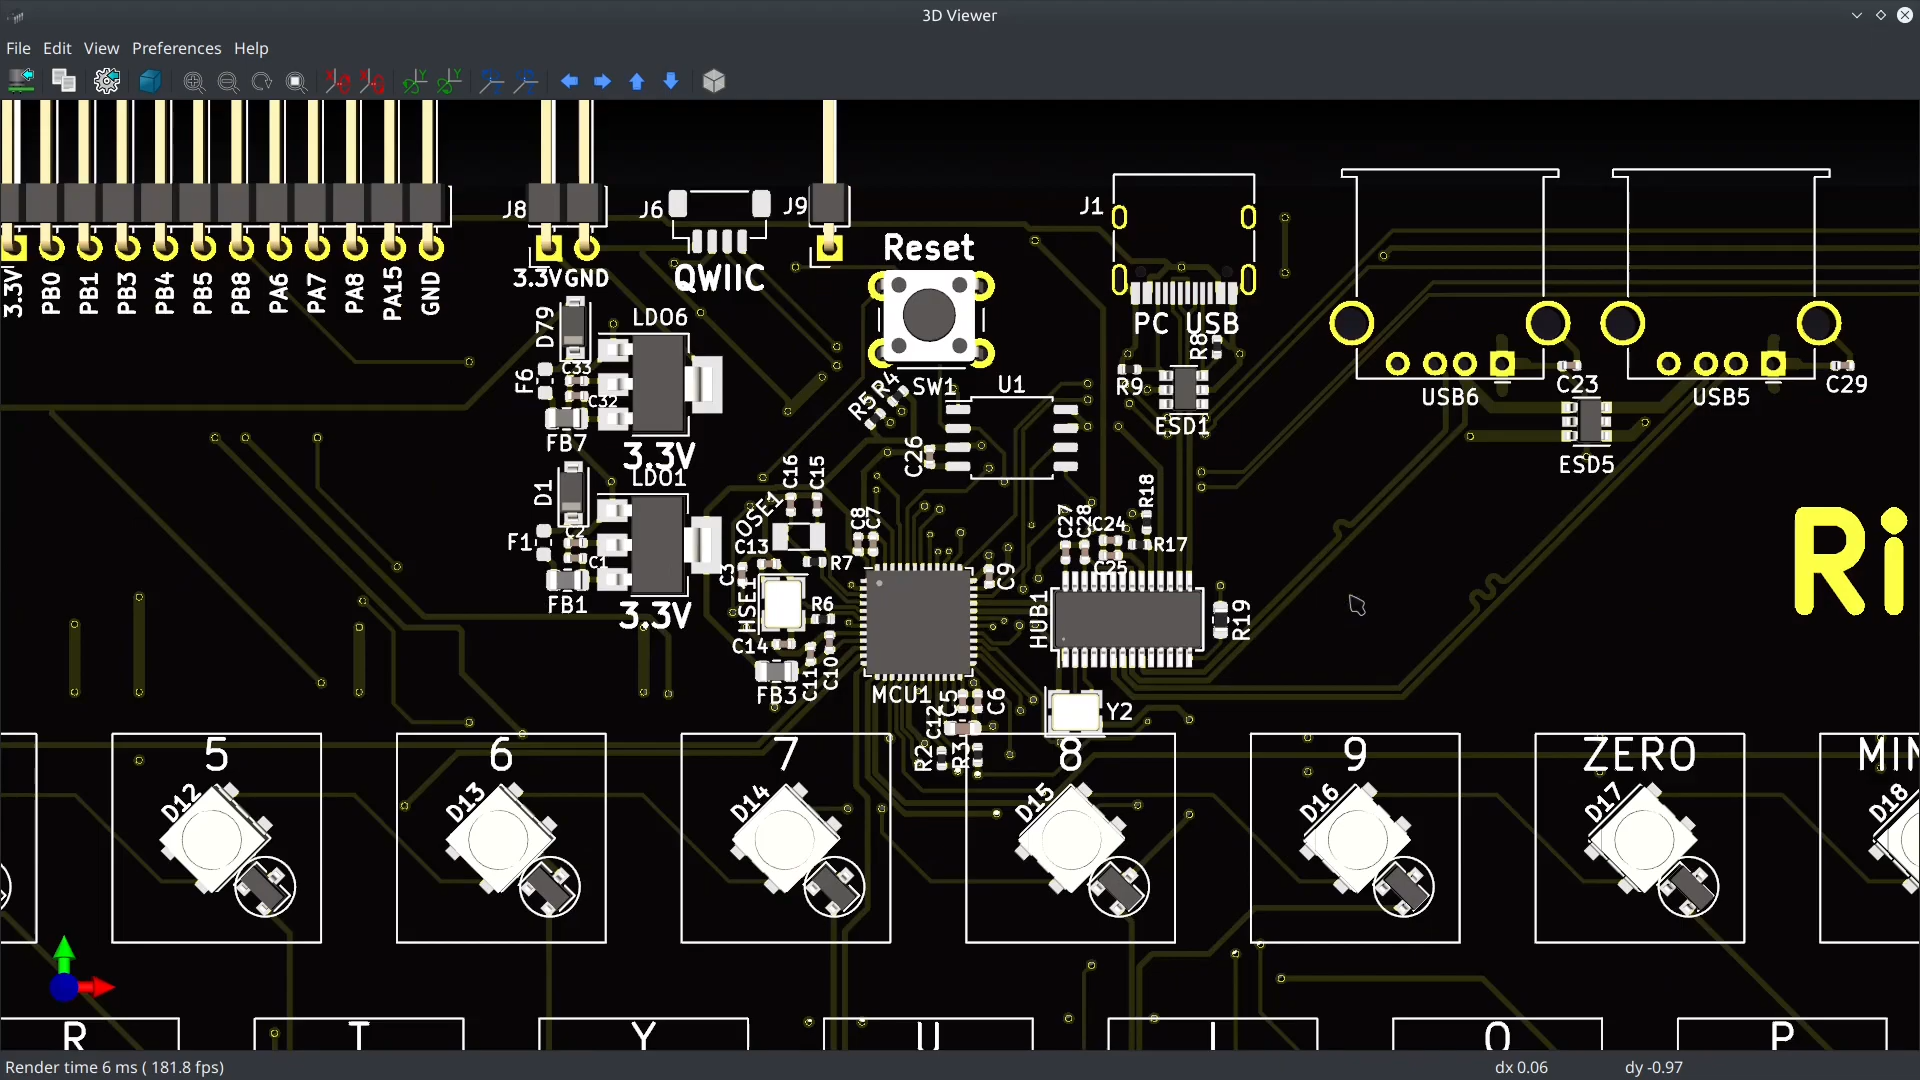 3D Viewer
File Edit View Preferences Help
J8 J6 J9 J1
3.3V PB0 PB1 PB3 PB4 PB5 PB8 PA6 PA7 PA8 PA15 GND
3.3V GND
QWIIC
Reset
PC USB
D79 LDO6
F6 C33
C32
FB7
3.3V
LDO1
D1
F1 C2
C1
FB1
3.3V
SW1 U1
R5 R4
C26
R9 R8
ESD1
USB6 C23 USB5 C29
ESD5
C16 C15
C13 R7
C8 C7
C3 HSE1 R6
C14
FB3 C11 C10
C9
MCU1
C12 C5 C6
R2 R3
C27 C28 C24 R18
R17
C25
HUB1 R19
Y2
Ri
5 6 7 8 9 ZERO MIN
D12 D13 D14 D15 D16 D17 D18
R T Y U I O P
Render time 6 ms ( 181.8 fps) dx 0.06 dy -0.97